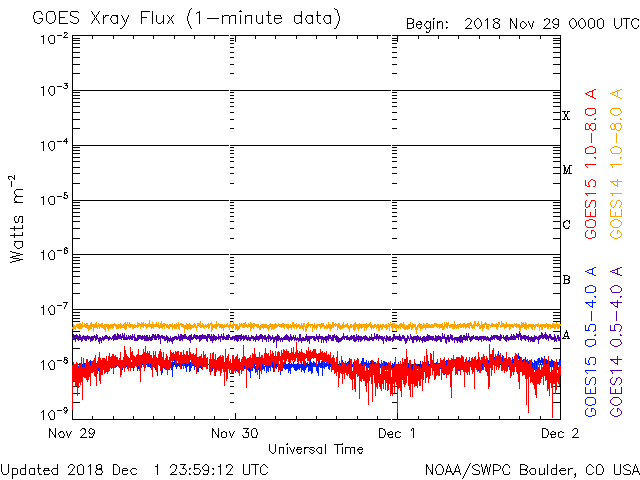 GOES Xray Flux (1-minute data)
Begin: 2018 Nov 29 0000 UTC
10⁻²
10⁻³
10⁻⁴
10⁻⁵
10⁻⁶
10⁻⁷
10⁻⁸
10⁻⁹
Watts m⁻²
X
M
C
B
A
GOES15 1.0-8.0 A
GOES14 1.0-8.0 A
GOES15 0.5-4.0 A
GOES14 0.5-4.0 A
Nov 29 Nov 30 Dec 1 Dec 2
Universal Time
Updated 2018 Dec 1 23:59:12 UTC
NOAA/SWPC Boulder, CO USA